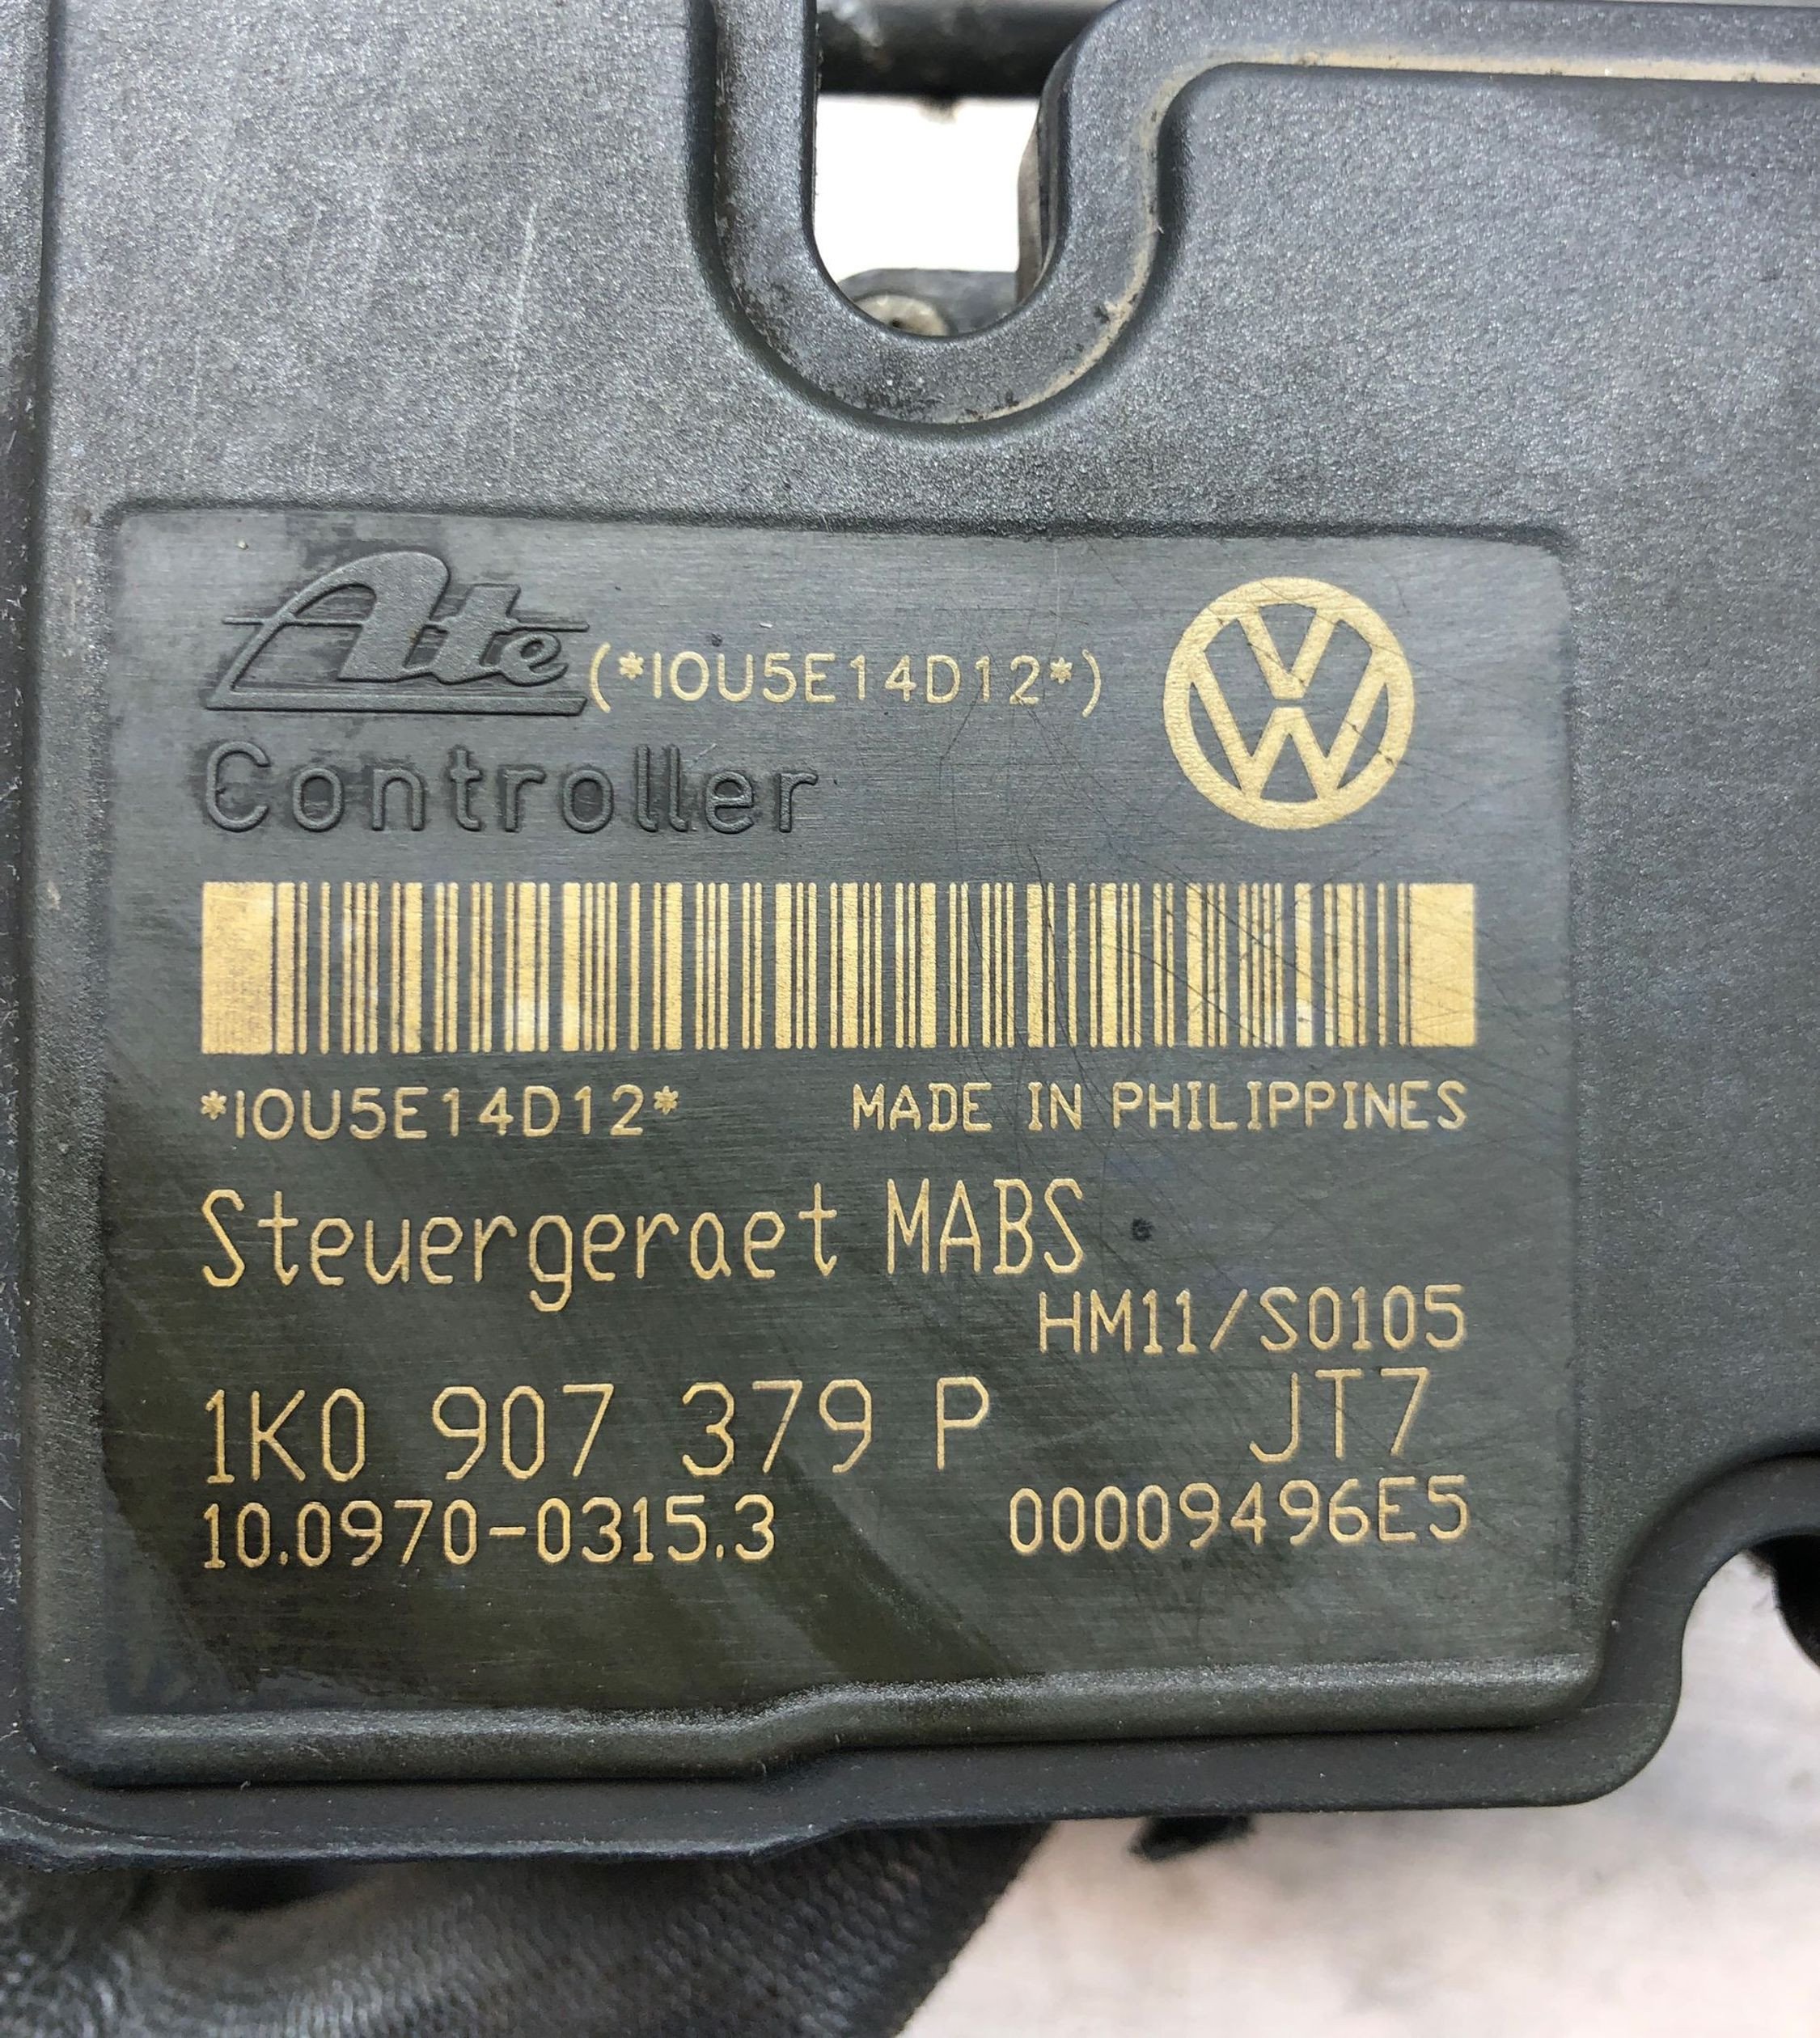 Ate (*IOU5E14D12*)
Controller
*IOU5E14D12* MADE IN PHILIPPINES
Steuergeraet MABS
HM11/S0105
1K0 907 379 P JT7
10.0970-0315.3 00009496E5